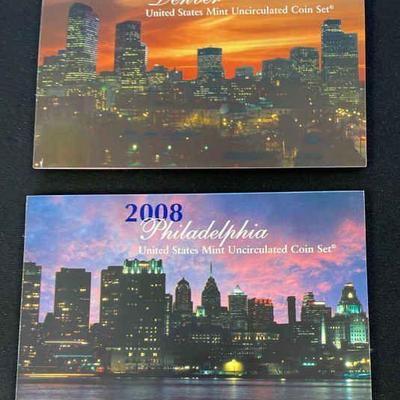 Denver
United States Mint Uncirculated Coin Set®
2008
Philadelphia
United States Mint Uncirculated Coin Set®